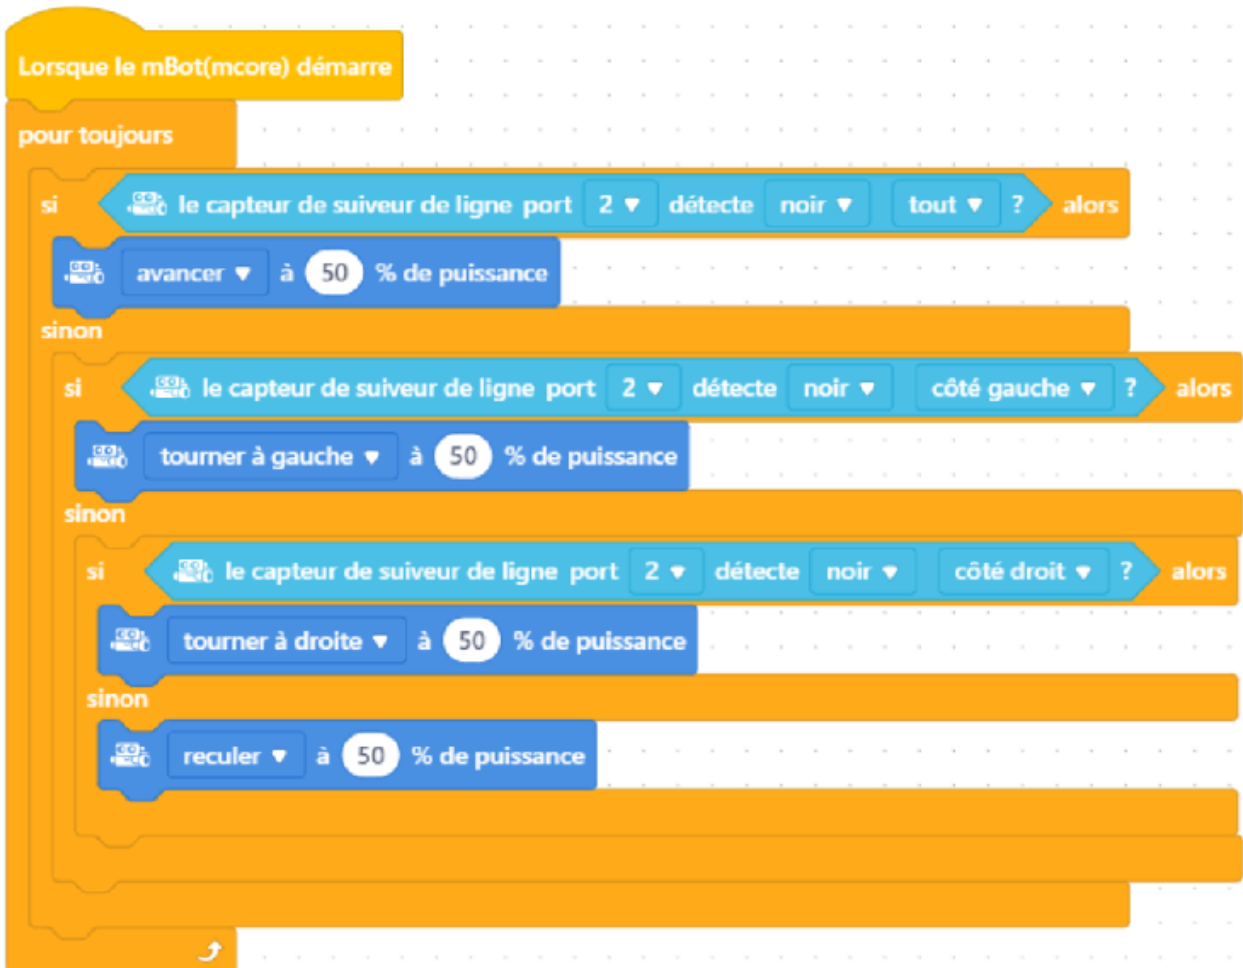 Lorsque le mBot(mcore) démarre
pour toujours
si le capteur de suiveur de ligne port 2 détecte noir tout ? alors
avancer à 50 % de puissance
sinon
si le capteur de suiveur de ligne port 2 détecte noir côté gauche ? alors
tourner à gauche à 50 % de puissance
sinon
si le capteur de suiveur de ligne port 2 détecte noir côté droit ? alors
tourner à droite à 50 % de puissance
sinon
reculer à 50 % de puissance